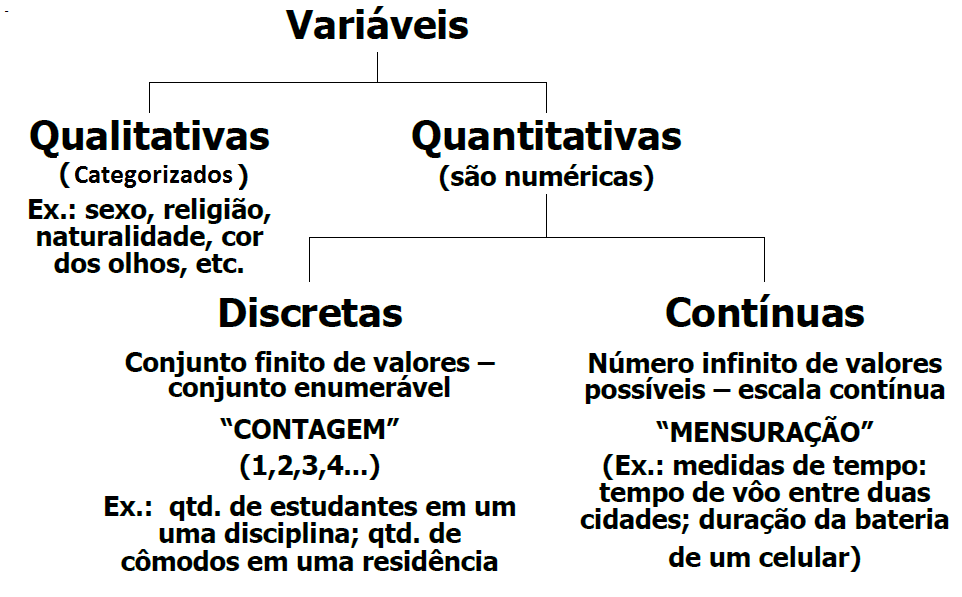 -
Variáveis
Qualitativas
(Categorizados)
Ex.: sexo, religião,
naturalidade, cor
dos olhos, etc.
Quantitativas
(são numéricas)
Discretas
Conjunto finito de valores –
conjunto enumerável
“CONTAGEM”
(1,2,3,4...)
Ex.: qtd. de estudantes em um
uma disciplina; qtd. de
cômodos em uma residência
Contínuas
Número infinito de valores
possíveis – escala contínua
“MENSURAÇÃO”
(Ex.: medidas de tempo:
tempo de vôo entre duas
cidades; duração da bateria
de um celular)